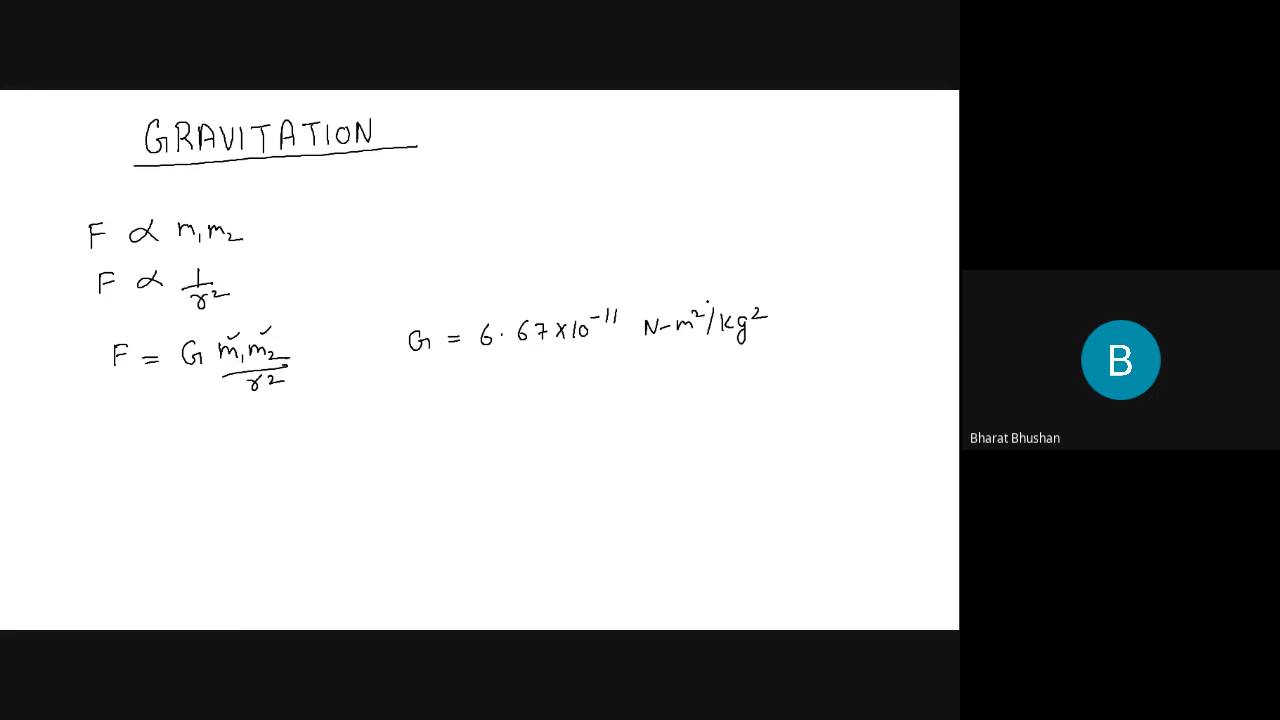 GRAVITATION
F ∝ m₁m₂
F ∝ 1/r²
F = G m₁m₂/r²
G = 6.67×10⁻¹¹ N-m²/kg²
B
Bharat Bhushan